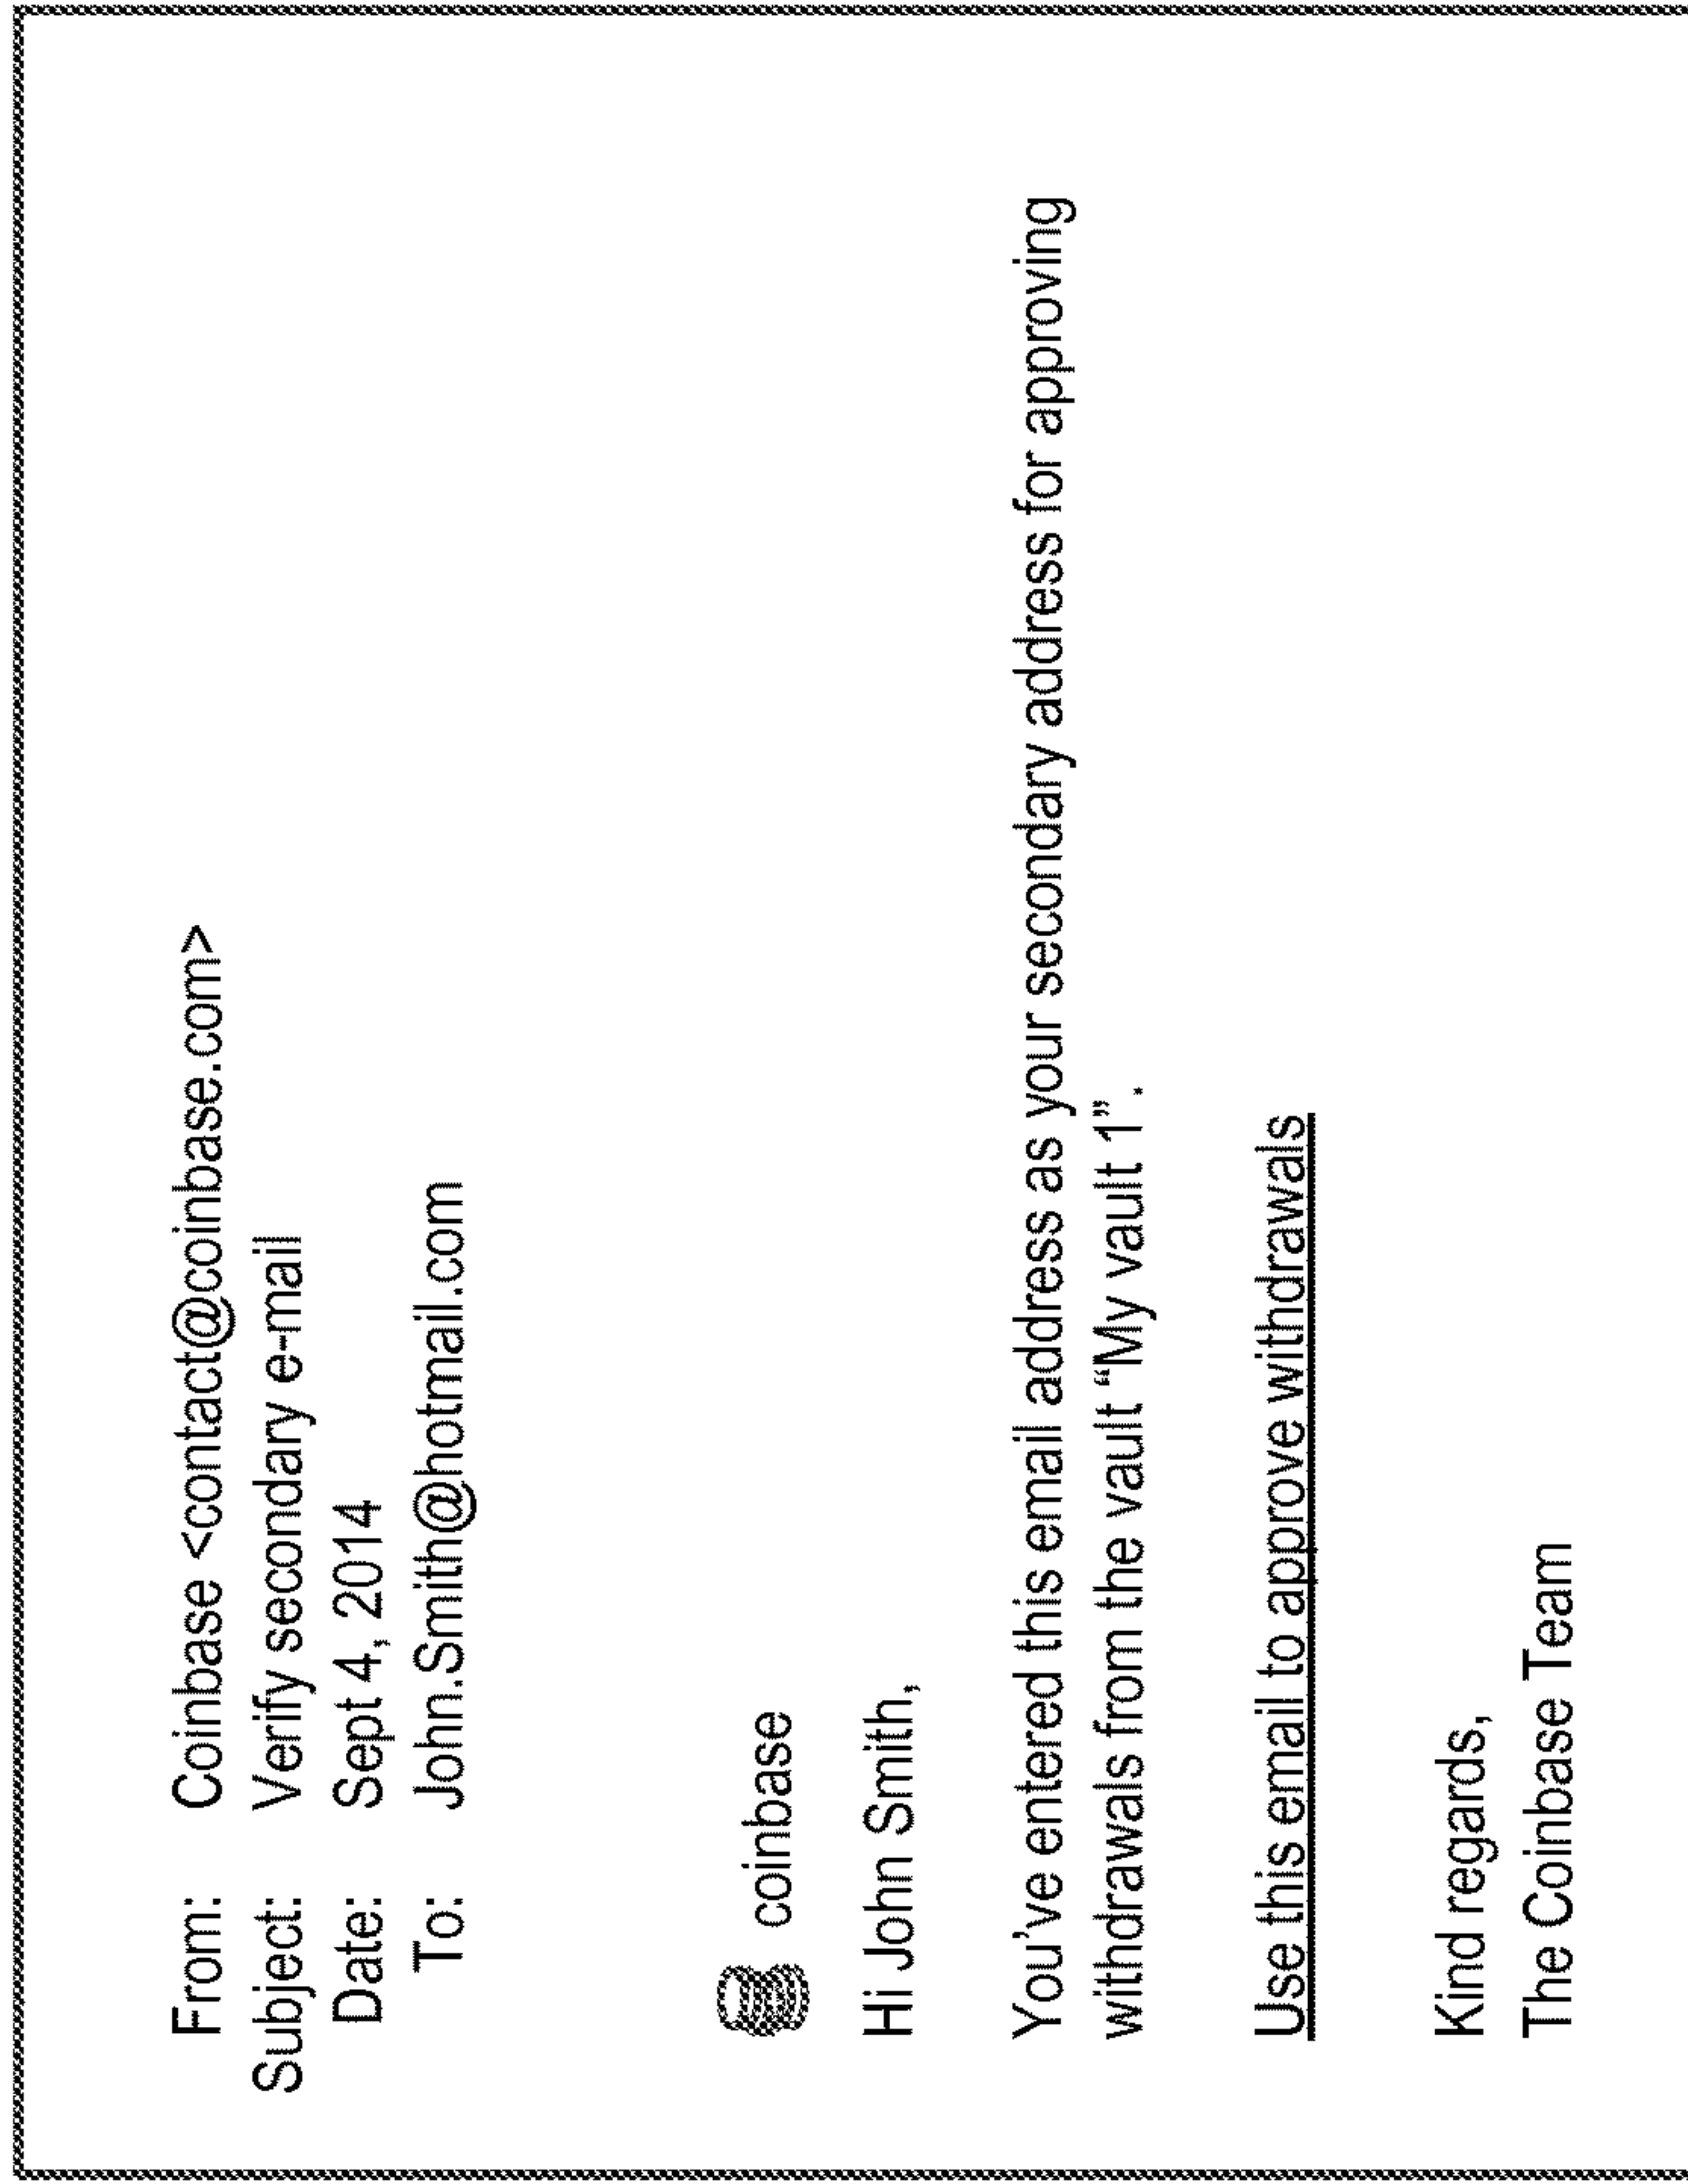 From: Coinbase <contact@coinbase.com>
Subject: Verify secondary e-mail
Date: Sept 4, 2014
To: John.Smith@hotmail.com
coinbase
Hi John Smith,
You've entered this email address as your secondary address for approving
withdrawals from the vault “My vault 1”.
Use this email to approve withdrawals
Kind regards,
The Coinbase Team